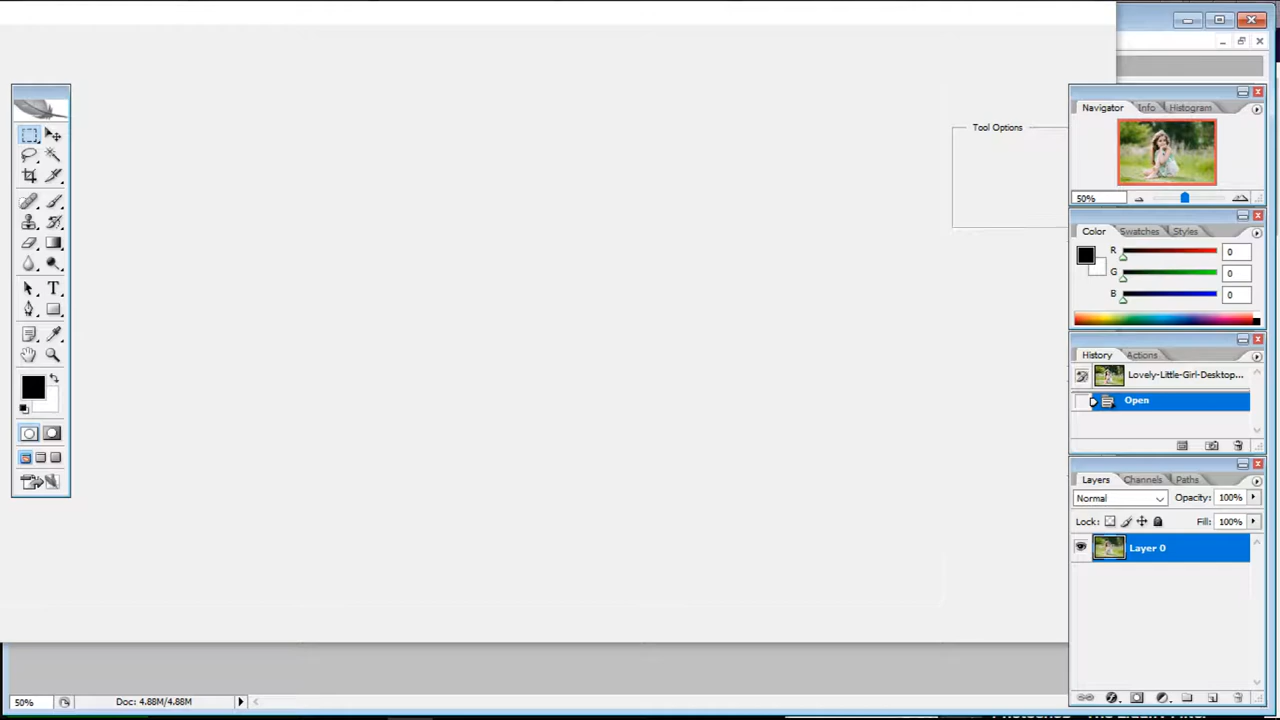 Tool Options
Navigator Info Histogram
50%
Color Swatches Styles
R 0
G 0
B 0
History Actions
Lovely-Little-Girl-Desktop...
Open
Layers Channels Paths
Normal Opacity: 100%
Lock: Fill: 100%
Layer 0
50% Doc: 4.88M/4.88M